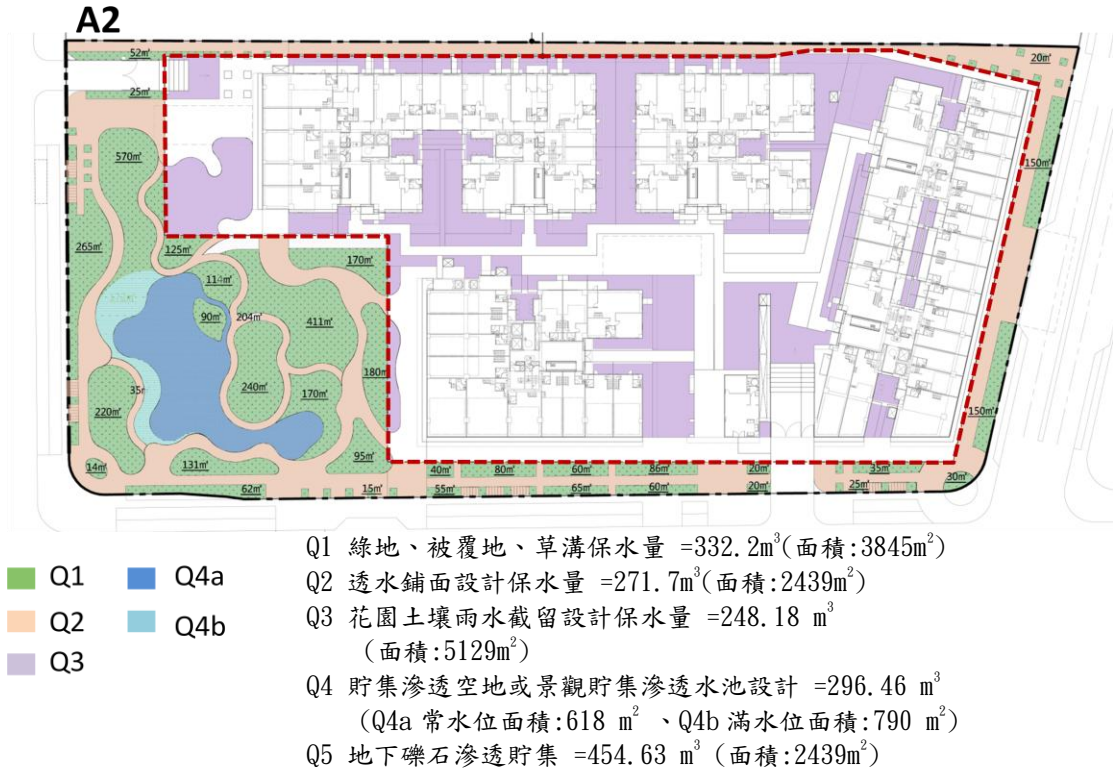 A2
52㎡
20㎡
25㎡
570㎡
150㎡
265㎡
125㎡
170㎡
90㎡
204㎡
411㎡
35㎡
240㎡
170㎡
180㎡
220㎡
150㎡
14㎡
131㎡
95㎡
40㎡
80㎡
60㎡
86㎡
20㎡
35㎡
30㎡
62㎡
15㎡
55㎡
65㎡
60㎡
20㎡
25㎡
Q1
Q4a
Q2
Q4b
Q3
Q1 綠地、被覆地、草溝保水量 =332.2m³(面積:3845m²)
Q2 透水鋪面設計保水量 =271.7m³(面積:2439m²)
Q3 花園土壤雨水截留設計保水量 =248.18 m³
(面積:5129m²)
Q4 貯集滲透空地或景觀貯集滲透水池設計 =296.46 m³
(Q4a 常水位面積:618 m² 、Q4b 滿水位面積:790 m²)
Q5 地下礫石滲透貯集 =454.63 m³ (面積:2439m²)